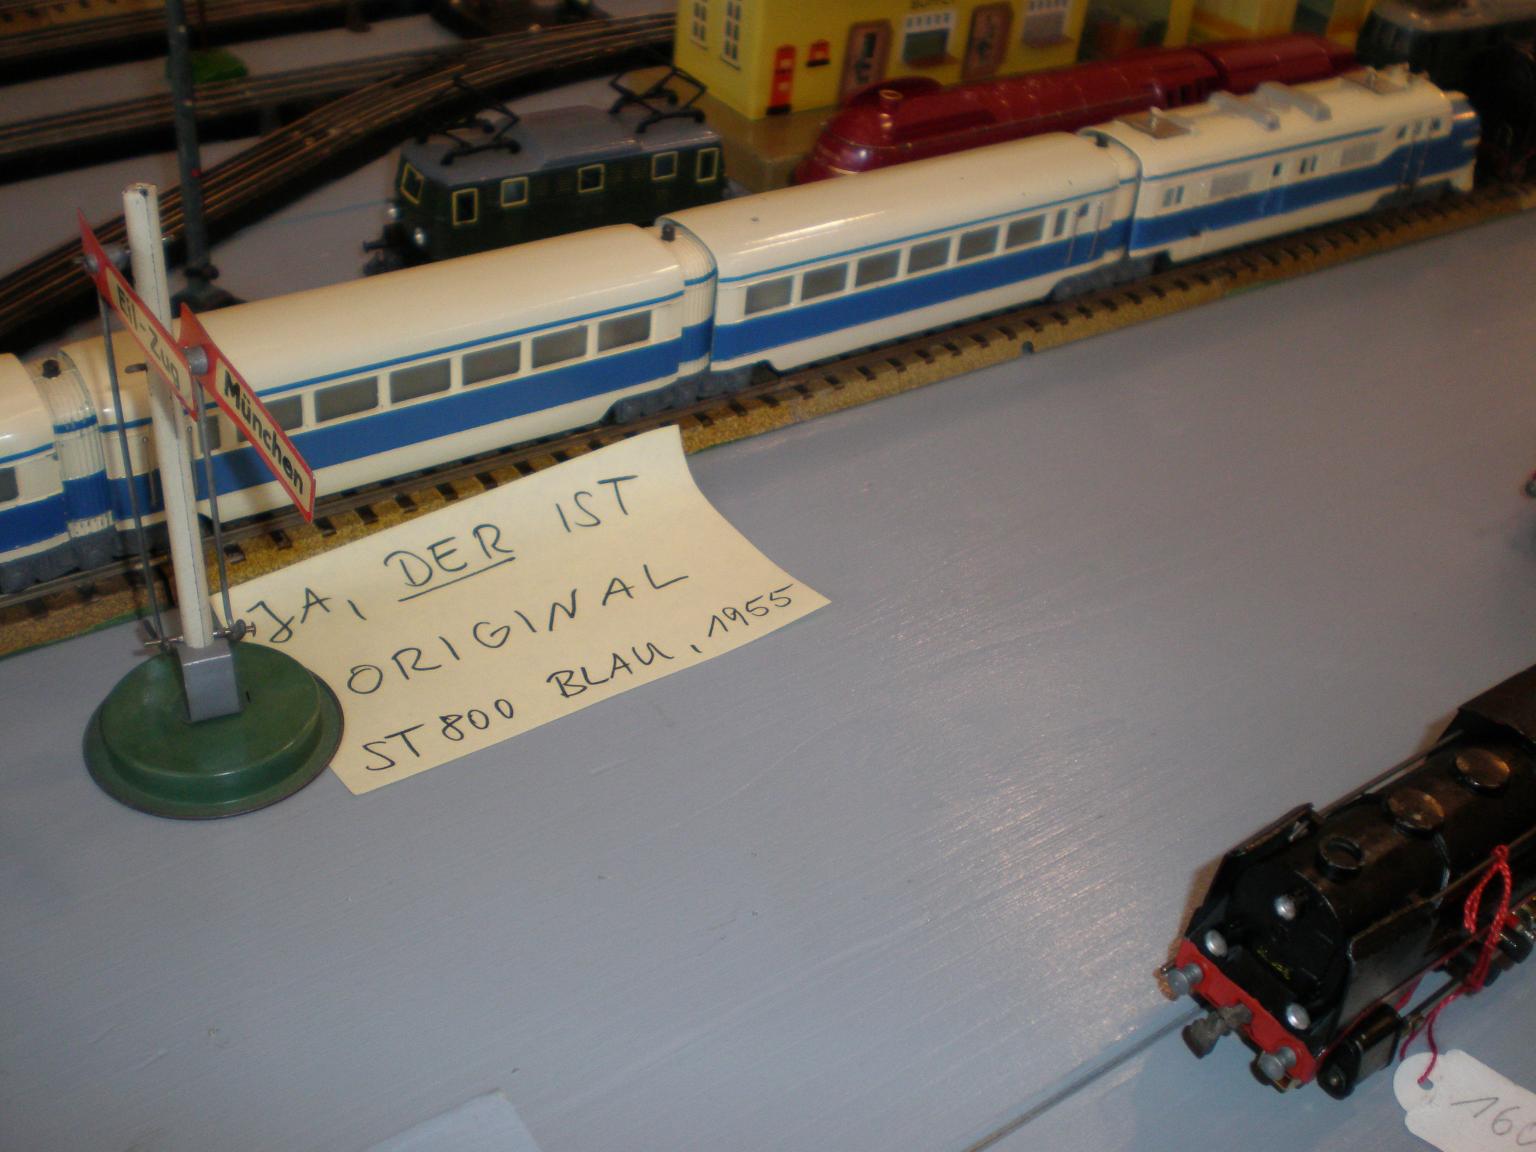 Eil-Zug
München
JA, DER IST
ORIGINAL
ST800 BLAU, 1955